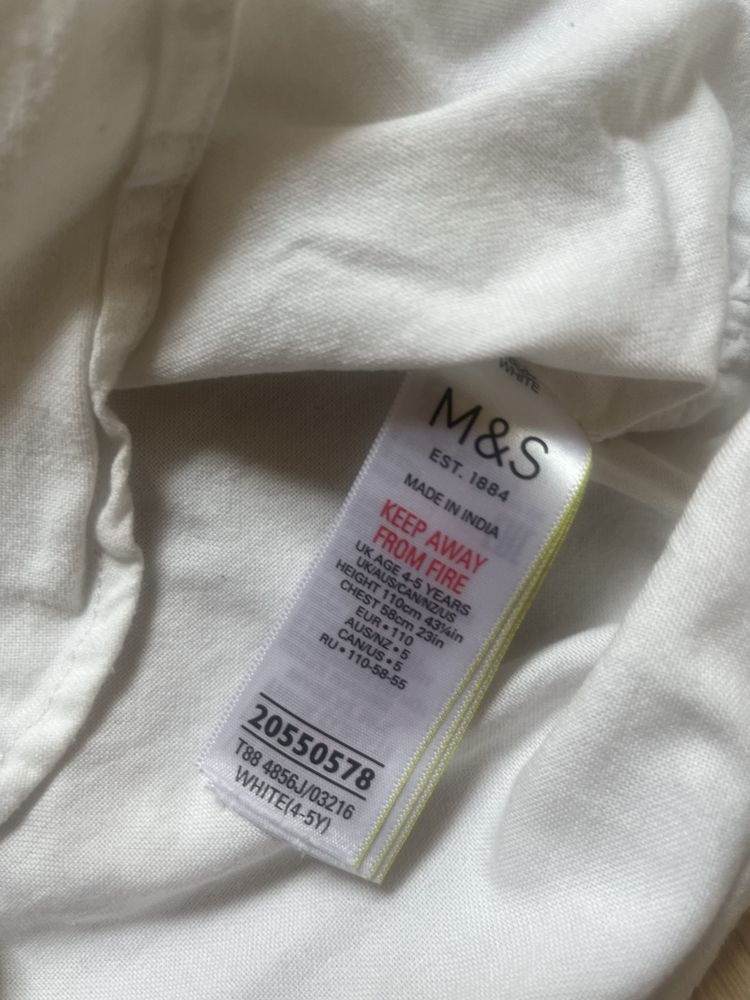 WHITE
M&S
EST. 1884
MADE IN INDIA
KEEP AWAY
FROM FIRE
UK AGE 4-5 YEARS
UK/AUS/CAN/NZ/US
HEIGHT 110cm 43¼in
CHEST 58cm 23in
EUR • 110
AUS/NZ • 5
CAN/US • 5
RU • 110-58-55
20550578
T88 4856J/03216
WHITE(4-5Y)